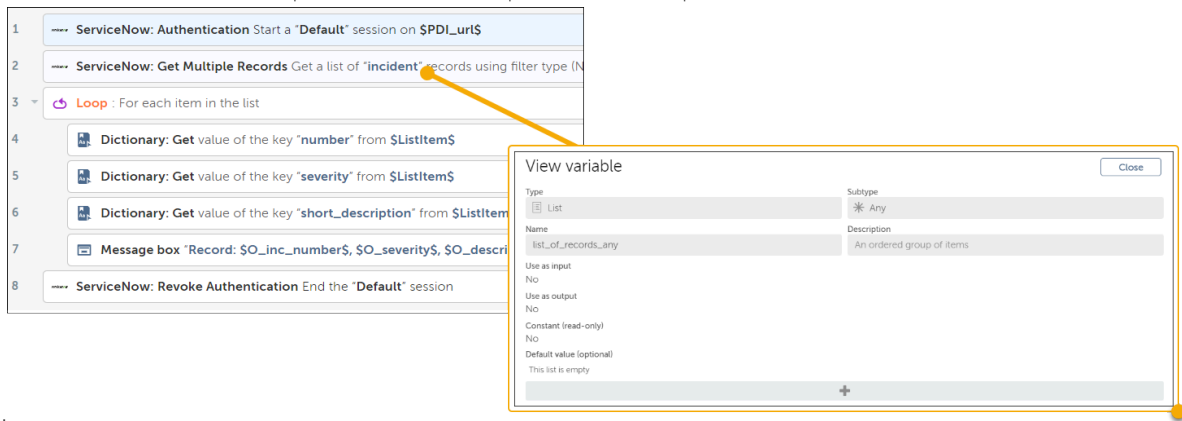 1 ServiceNow: Authentication Start a "Default" session on $PDI_url$
2 ServiceNow: Get Multiple Records Get a list of "incident" records using filter type (N
3 Loop : For each item in the list
4 Dictionary: Get value of the key "number" from $ListItem$
5 Dictionary: Get value of the key "severity" from $ListItem$
6 Dictionary: Get value of the key "short_description" from $ListItem
7 Message box "Record: $O_inc_number$, $O_severity$, $O_descri
8 ServiceNow: Revoke Authentication End the "Default" session
View variable
Close
Type
Subtype
List
Any
Name
Description
list_of_records_any
An ordered group of items
Use as input
No
Use as output
No
Constant (read-only)
No
Default value (optional)
This list is empty
+
.